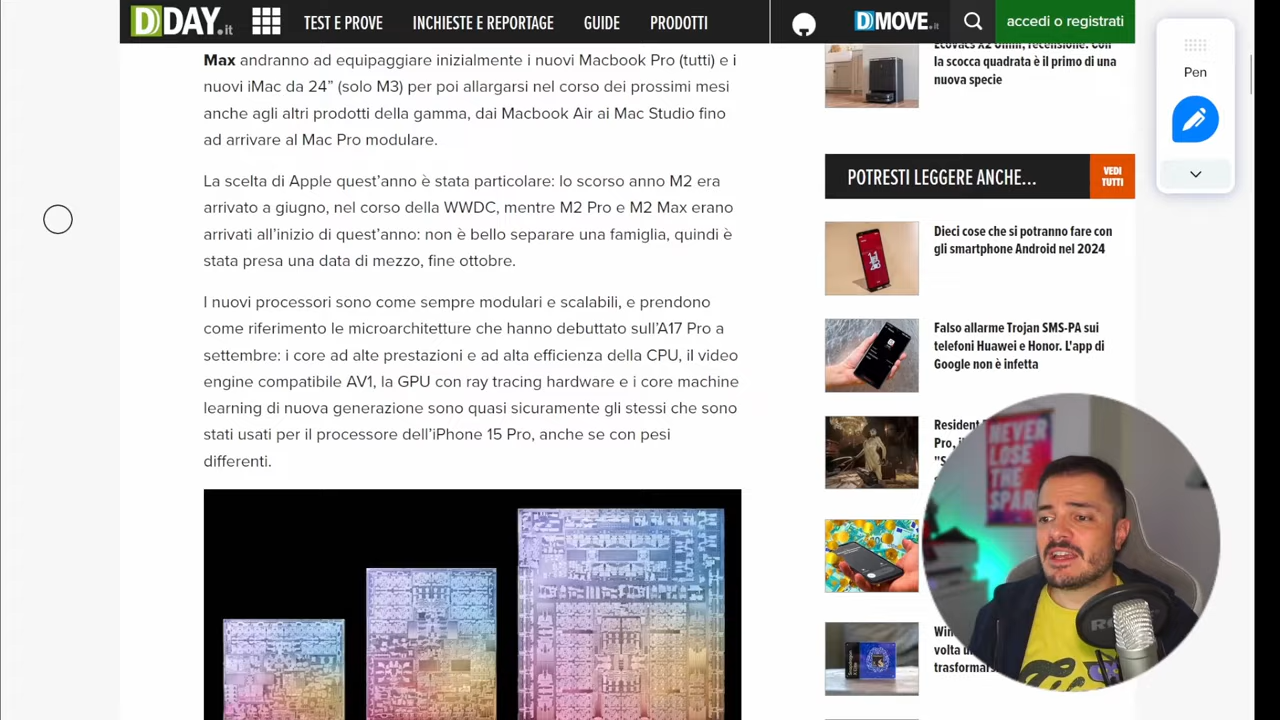 DDAY.it
TEST E PROVE
INCHIESTE E REPORTAGE
GUIDE
PRODOTTI
DMOVE.it
accedi o registrati
Max andranno ad equipaggiare inizialmente i nuovi Macbook Pro (tutti) e i
nuovi iMac da 24” (solo M3) per poi allargarsi nel corso dei prossimi mesi
anche agli altri prodotti della gamma, dai Macbook Air ai Mac Studio fino
ad arrivare al Mac Pro modulare.
La scelta di Apple quest’anno è stata particolare: lo scorso anno M2 era
arrivato a giugno, nel corso della WWDC, mentre M2 Pro e M2 Max erano
arrivati all’inizio di quest’anno: non è bello separare una famiglia, quindi è
stata presa una data di mezzo, fine ottobre.
I nuovi processori sono come sempre modulari e scalabili, e prendono
come riferimento le microarchitetture che hanno debuttato sull’A17 Pro a
settembre: i core ad alte prestazioni e ad alta efficienza della CPU, il video
engine compatibile AV1, la GPU con ray tracing hardware e i core machine
learning di nuova generazione sono quasi sicuramente gli stessi che sono
stati usati per il processore dell’iPhone 15 Pro, anche se con pesi
differenti.
Ecovacs X2 Omni, recensione. Con
la scocca quadrata è il primo di una
nuova specie
POTRESTI LEGGERE ANCHE...
VEDI
TUTTI
Dieci cose che si potranno fare con
gli smartphone Android nel 2024
Falso allarme Trojan SMS-PA sui
telefoni Huawei e Honor. L'app di
Google non è infetta
Resident
Pro, i
"S
Win
volta u
trasformars
Pen
NEVER
LOSE
THE
SPAR